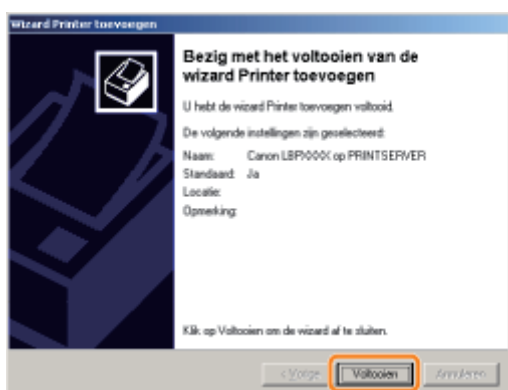 Wizard Printer toevoegen
Bezig met het voltooien van de
wizard Printer toevoegen
U hebt de wizard Printer toevoegen voltooid.
De volgende instellingen zijn geselecteerd:
Naam: Canon LBPXXXX op PRINTSERVER
Standaard: Ja
Locatie:
Opmerking:
Klik op Voltooien om de wizard af te sluiten.
< Vorige Voltooien Annuleren